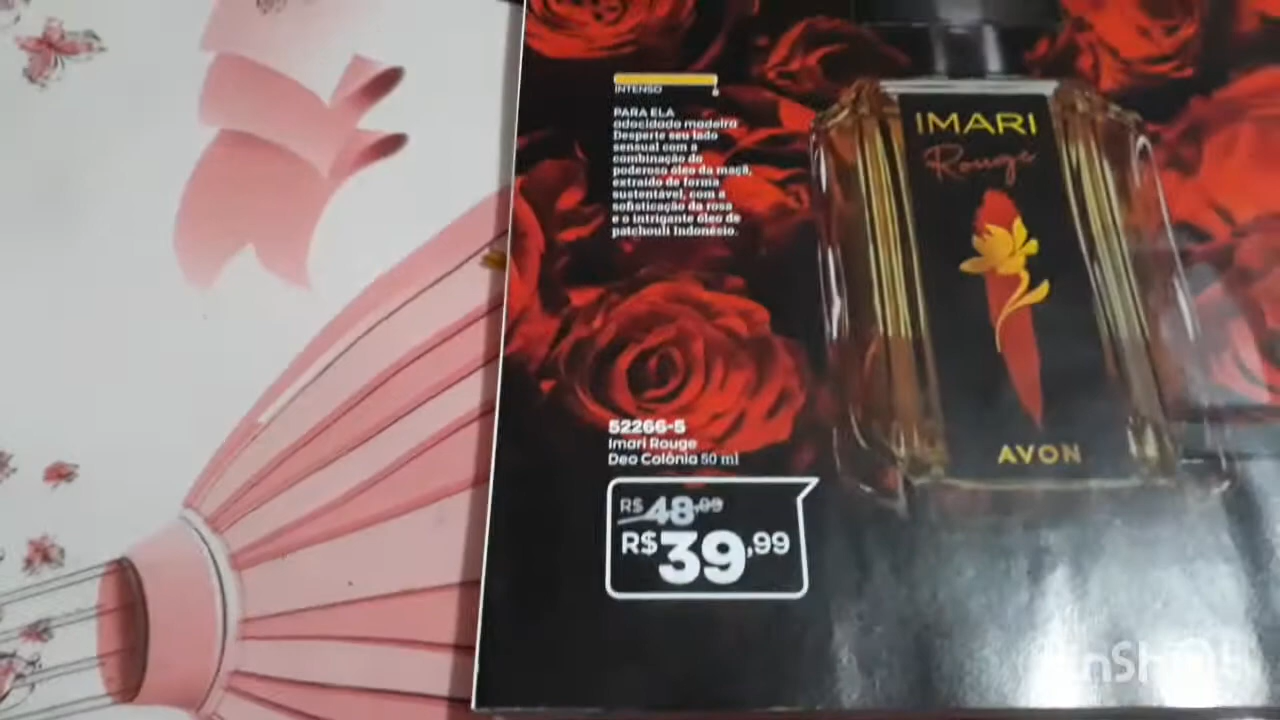 INTENSO
PARA ELA
adocicado madeira
Desperte seu lado
sensual com a
combinação do
poderoso óleo da maçã,
extraído de forma
sustentável, com a
sofisticação da rosa
e o intrigante óleo de
patchouli Indonésio.
IMARI
Rouge
AVON
52266-5
Imari Rouge
Deo Colônia 50 ml
R$ 48,99
R$ 39,99
InShot